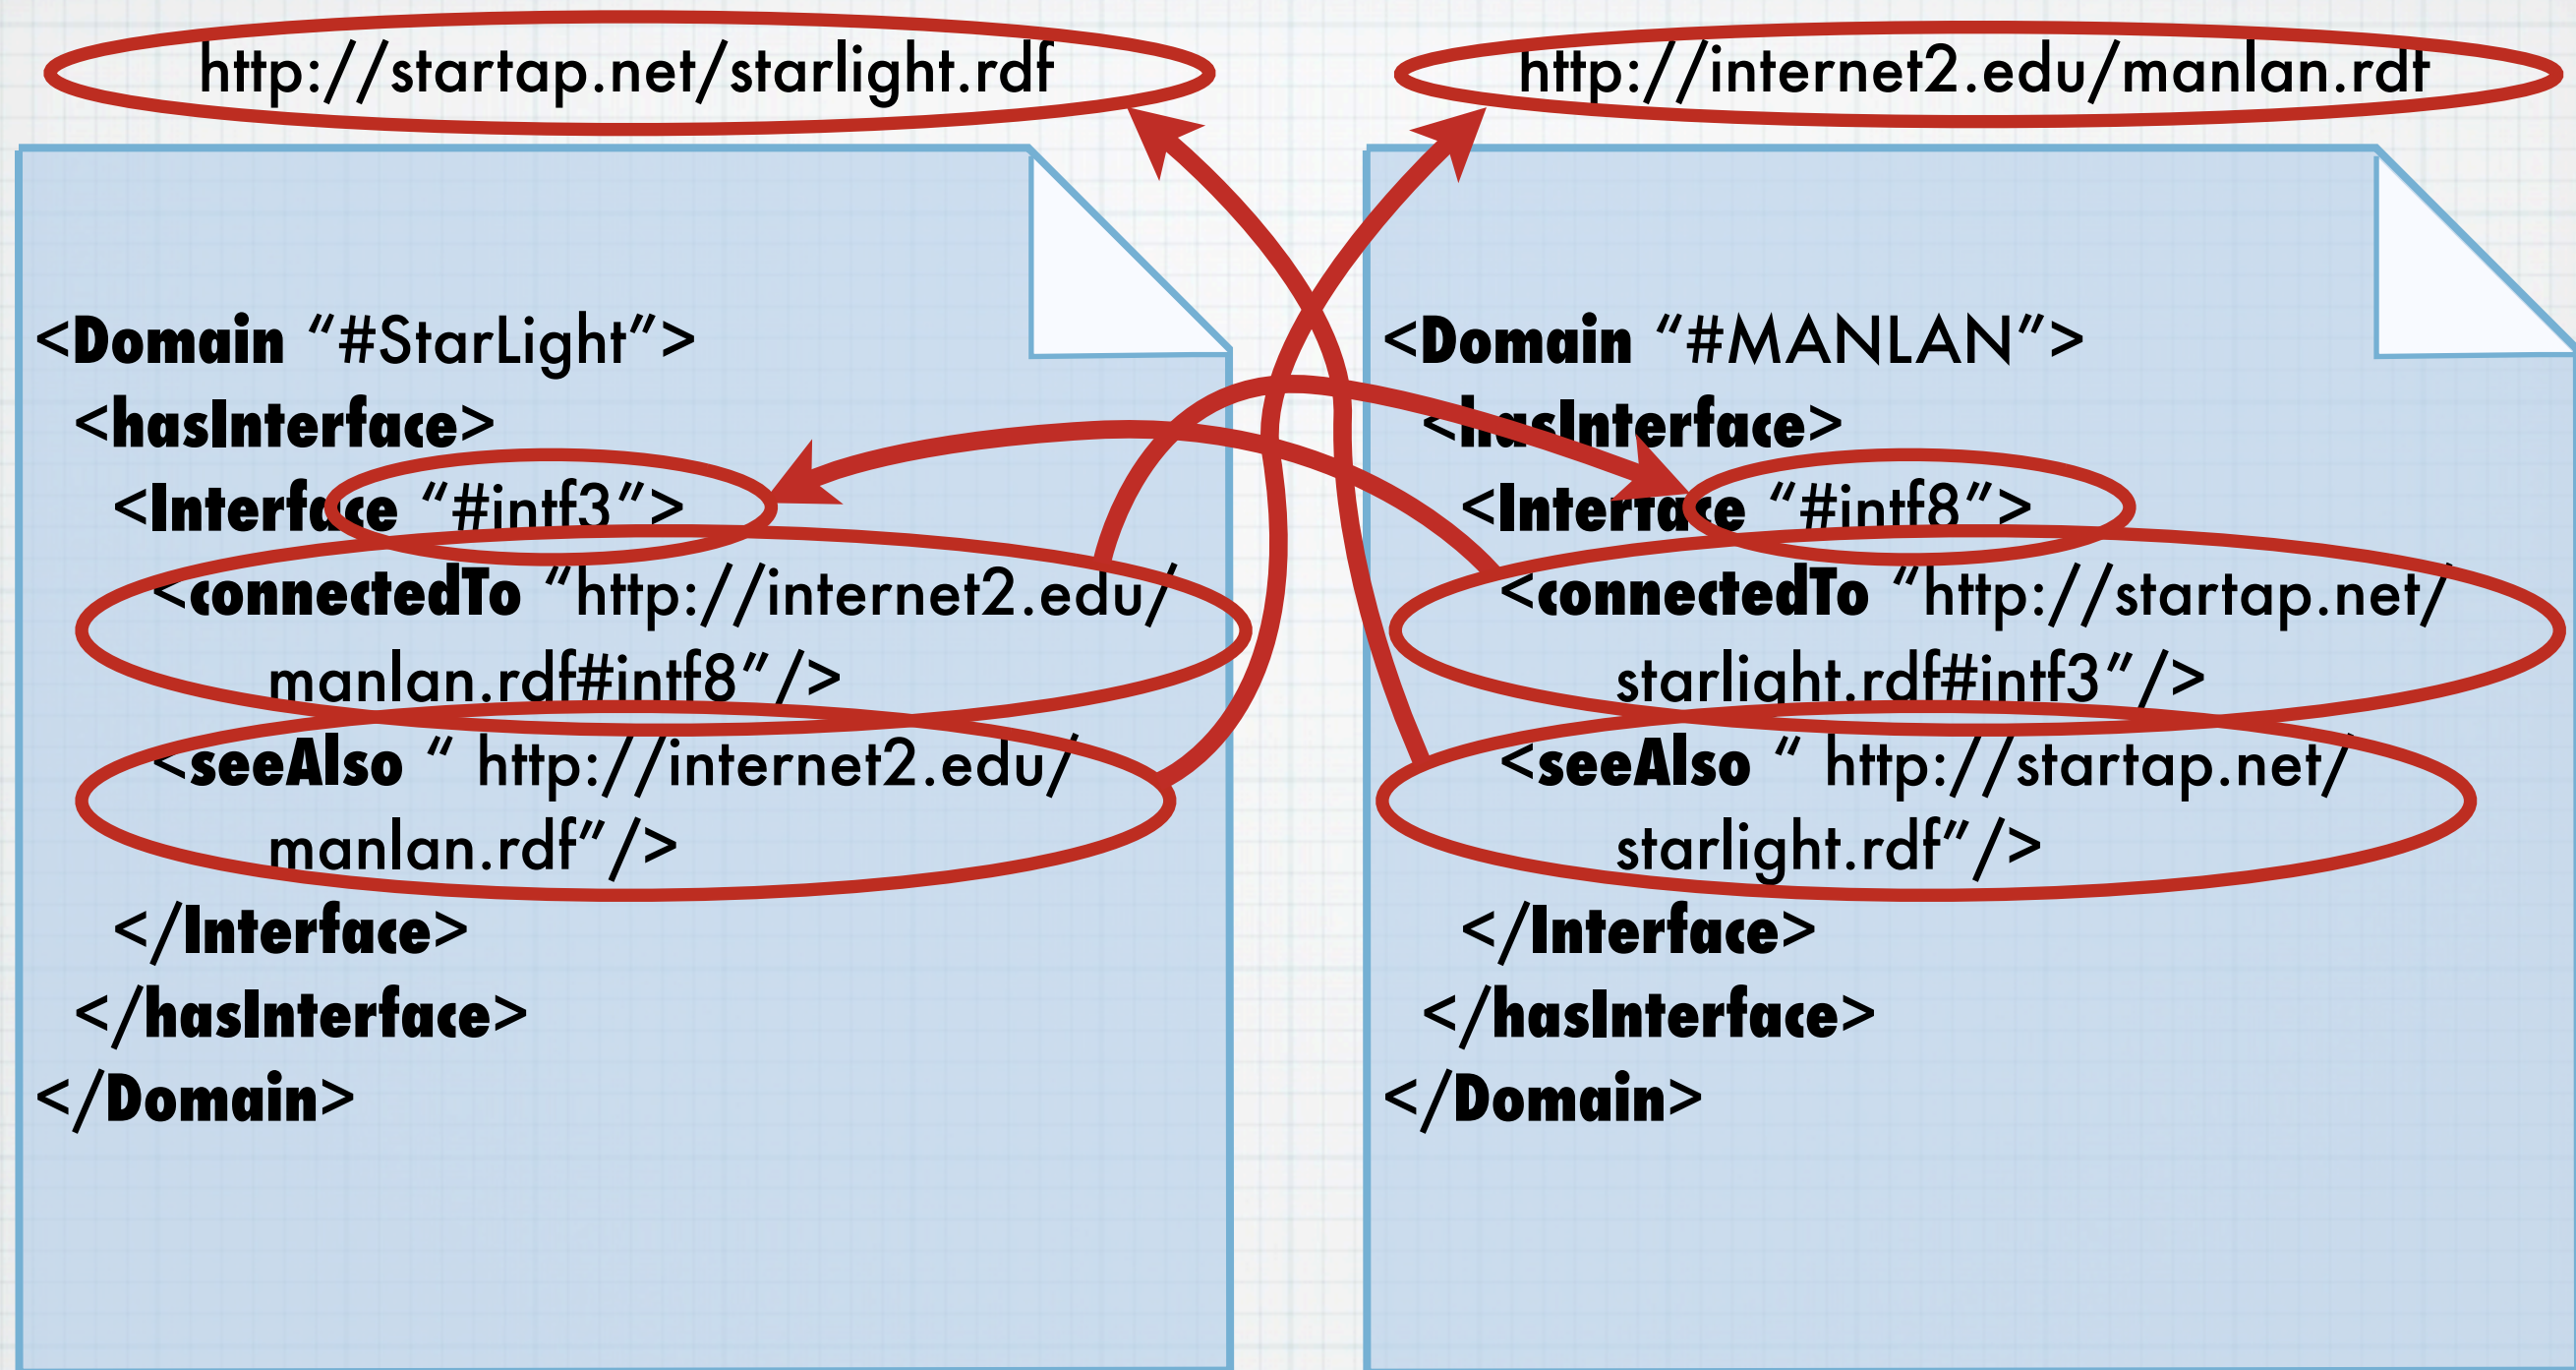 http://startap.net/starlight.rdf
<Domain “#StarLight”>
<hasInterface>
<Interface “#intf3”>
<connectedTo “http://internet2.edu/
manlan.rdf#intf8”/>
<seeAlso “ http://internet2.edu/
manlan.rdf”/>
</Interface>
</hasInterface>
</Domain>
http://internet2.edu/manlan.rdf
<Domain “#MANLAN”>
<hasInterface>
<Interface “#intf8”>
<connectedTo “http://startap.net/
starlight.rdf#intf3”/>
<seeAlso “ http://startap.net/
starlight.rdf”/>
</Interface>
</hasInterface>
</Domain>